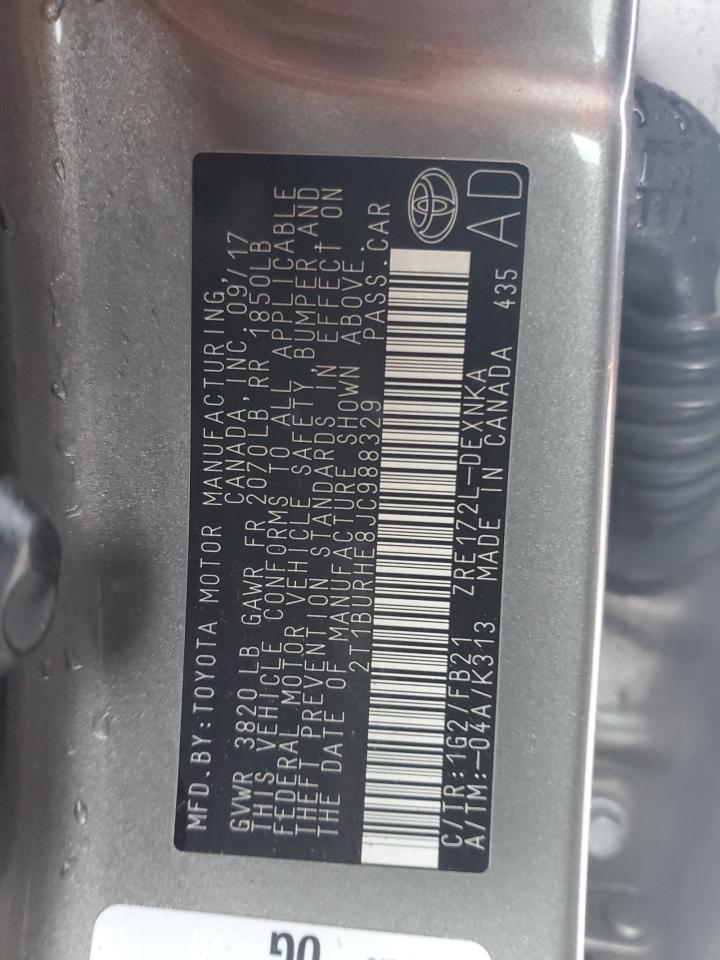 MFD.BY:TOYOTA MOTOR MANUFACTURING,
CANADA,INC.09/17
GVWR 3820 LB GAWR FR 2070LB,RR 1850LB
THIS VEHICLE CONFORMS TO ALL APPLICABLE
FEDERAL MOTOR VEHICLE SAFETY, BUMPER, AND
THEFT PREVENTION STANDARDS IN EFFECT ON
THE DATE OF MANUFACTURE SHOWN ABOVE.
2T1BURHE8JC988329 PASS.CAR
C/TR:1G2/FB21 ZRE172L-DEXNKA
A/TM:-04A/K313 MADE IN CANADA 435
AD